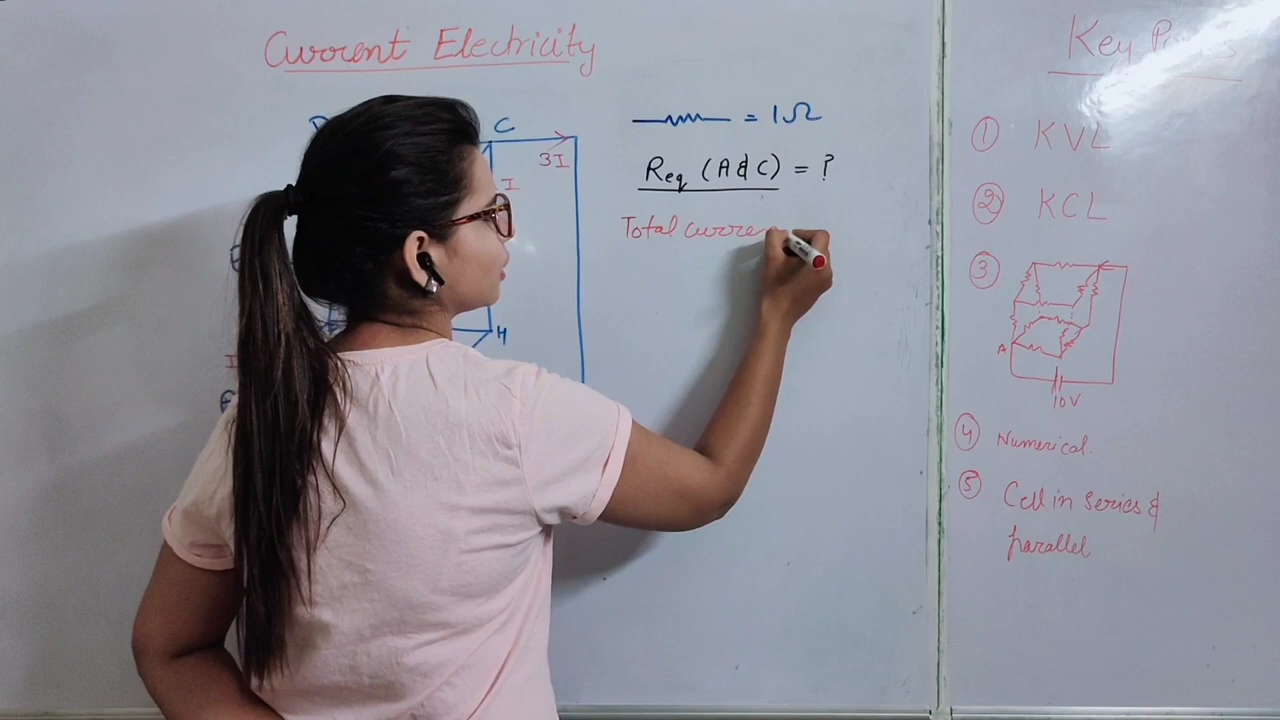 Current Electricity
D
C
3I
I
H
I
= 1Ω
Req (A & C) = ?
Total curre
Key
① KVL
② KCL
③
A
10V
④ Numerical.
⑤ Cell in series &
parallel